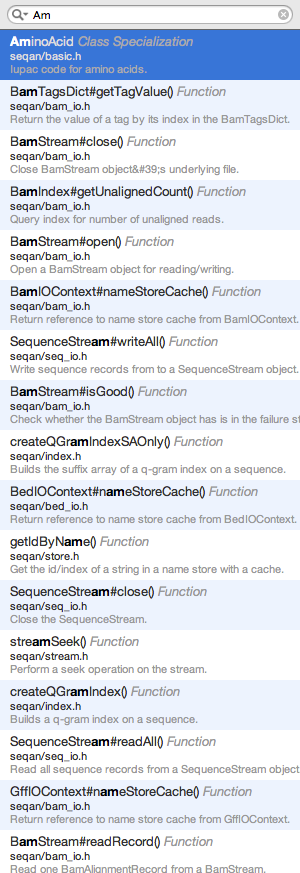 Am
AminoAcid Class Specialization
seqan/basic.h
Iupac code for amino acids.
BamTagsDict#getTagValue() Function
seqan/bam_io.h
Return the value of a tag by its index in the BamTagsDict.
BamStream#close() Function
seqan/bam_io.h
Close BamStream object&#39;s underlying file.
BamIndex#getUnalignedCount() Function
seqan/bam_io.h
Query index for number of unaligned reads.
BamStream#open() Function
seqan/bam_io.h
Open a BamStream object for reading/writing.
BamIOContext#nameStoreCache() Function
seqan/bam_io.h
Return reference to name store cache from BamIOContext.
SequenceStream#writeAll() Function
seqan/seq_io.h
Write sequence records from to a SequenceStream object.
BamStream#isGood() Function
seqan/bam_io.h
Check whether the BamStream object has is in the failure st
createQGramIndexSAOnly() Function
seqan/index.h
Builds the suffix array of a q-gram index on a sequence.
BedIOContext#nameStoreCache() Function
seqan/bed_io.h
Return reference to name store cache from BedIOContext.
getIdByName() Function
seqan/store.h
Get the id/index of a string in a name store with a cache.
SequenceStream#close() Function
seqan/seq_io.h
Close the SequenceStream.
streamSeek() Function
seqan/stream.h
Perform a seek operation on the stream.
createQGramIndex() Function
seqan/index.h
Builds a q-gram index on a sequence.
SequenceStream#readAll() Function
seqan/seq_io.h
Read all sequence records from a SequenceStream object
GffIOContext#nameStoreCache() Function
seqan/bam_io.h
Return reference to name store cache from GffIOContext.
BamStream#readRecord() Function
seqan/bam_io.h
Read one BamAlignmentRecord from a BamStream.